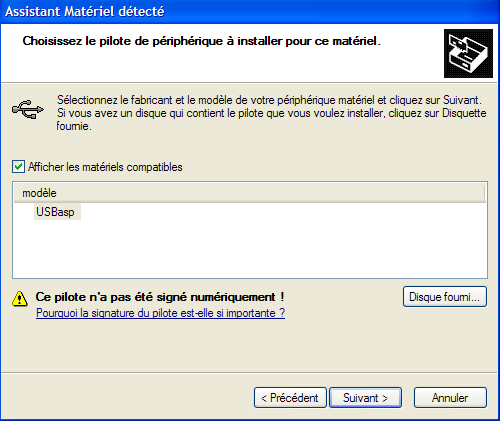 Assistant Matériel détecté
Choisissez le pilote de périphérique à installer pour ce matériel.
Sélectionnez le fabricant et le modèle de votre périphérique matériel et cliquez sur Suivant.
Si vous avez un disque qui contient le pilote que vous voulez installer, cliquez sur Disquette
fournie.
Afficher les matériels compatibles
modèle
USBasp
Ce pilote n'a pas été signé numériquement !
Disque fourni...
Pourquoi la signature du pilote est-elle si importante ?
< Précédent
Suivant >
Annuler